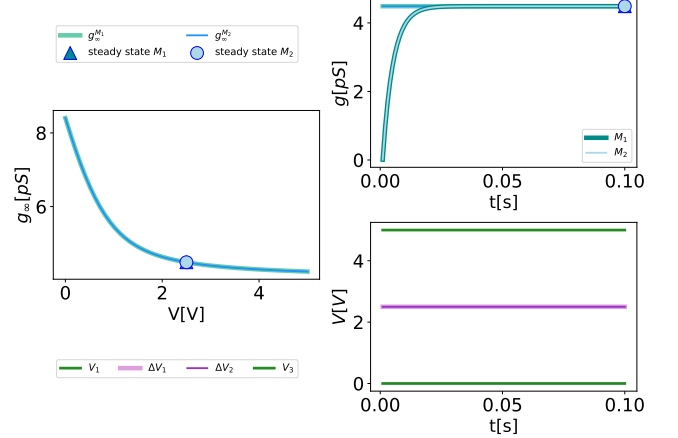 g∞^M₁ g∞^M₂
steady state M₁ steady state M₂
8
6
g∞[pS]
0 2 4
V[V]
V₁ ΔV₁ ΔV₂ V₃
4
2
0
g[pS]
M₁
M₂
0.00 0.05 0.10
t[s]
4
2
0
V[V]
0.00 0.05 0.10
t[s]